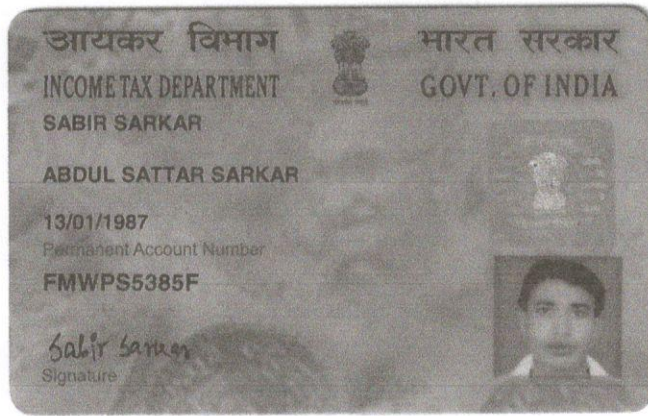 आयकर विभाग
भारत सरकार
INCOME TAX DEPARTMENT
GOVT. OF INDIA
SABIR SARKAR
ABDUL SATTAR SARKAR
13/01/1987
Permanent Account Number
FMWPS5385F
Sabir Sarkar
Signature